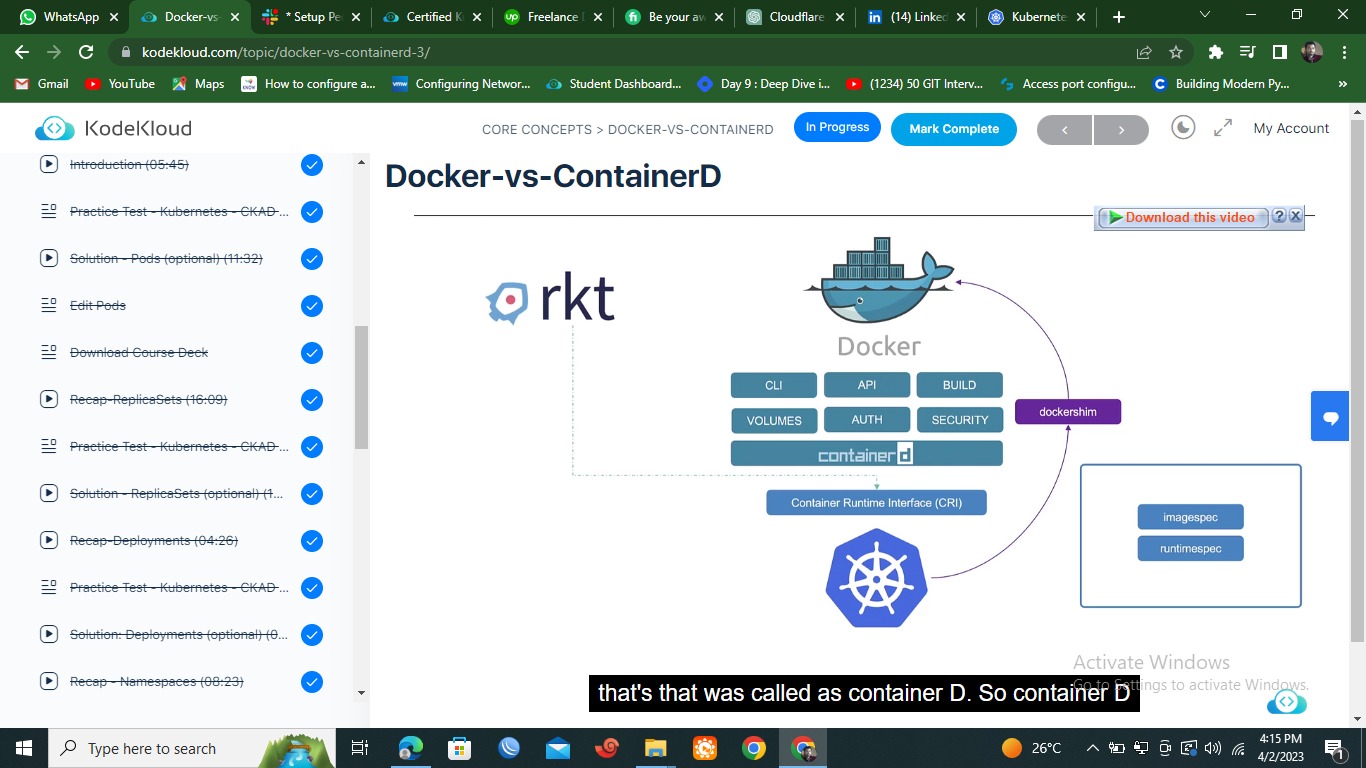 WhatsApp
Docker-vs-
* Setup Pe
Certified K
Freelance
Be your aw
Cloudflare
(14) Linked
Kubernete
kodekloud.com/topic/docker-vs-containerd-3/
Gmail
YouTube
Maps
How to configure a...
Configuring Networ...
Student Dashboard...
Day 9 : Deep Dive i...
(1234) 50 GIT Interv...
Access port configu...
Building Modern Py...
KodeKloud
CORE CONCEPTS > DOCKER-VS-CONTAINERD
In Progress
Mark Complete
My Account
Introduction (05:45)
Practice Test - Kubernetes - CKAD ...
Solution - Pods (optional) (11:32)
Edit Pods
Download Course Deck
Recap-ReplicaSets (16:09)
Practice Test - Kubernetes - CKAD ...
Solution - ReplicaSets (optional) (1...
Recap-Deployments (04:26)
Practice Test - Kubernetes - CKAD ...
Solution: Deployments (optional) (0...
Recap - Namespaces (08:23)
Docker-vs-ContainerD
Download this video
rkt
Docker
CLI
API
BUILD
VOLUMES
AUTH
SECURITY
containerd
dockershim
Container Runtime Interface (CRI)
imagespec
runtimespec
Activate Windows
Go to Settings to activate Windows.
that's that was called as container D. So container D
Type here to search
26°C
4:15 PM
4/2/2023
1